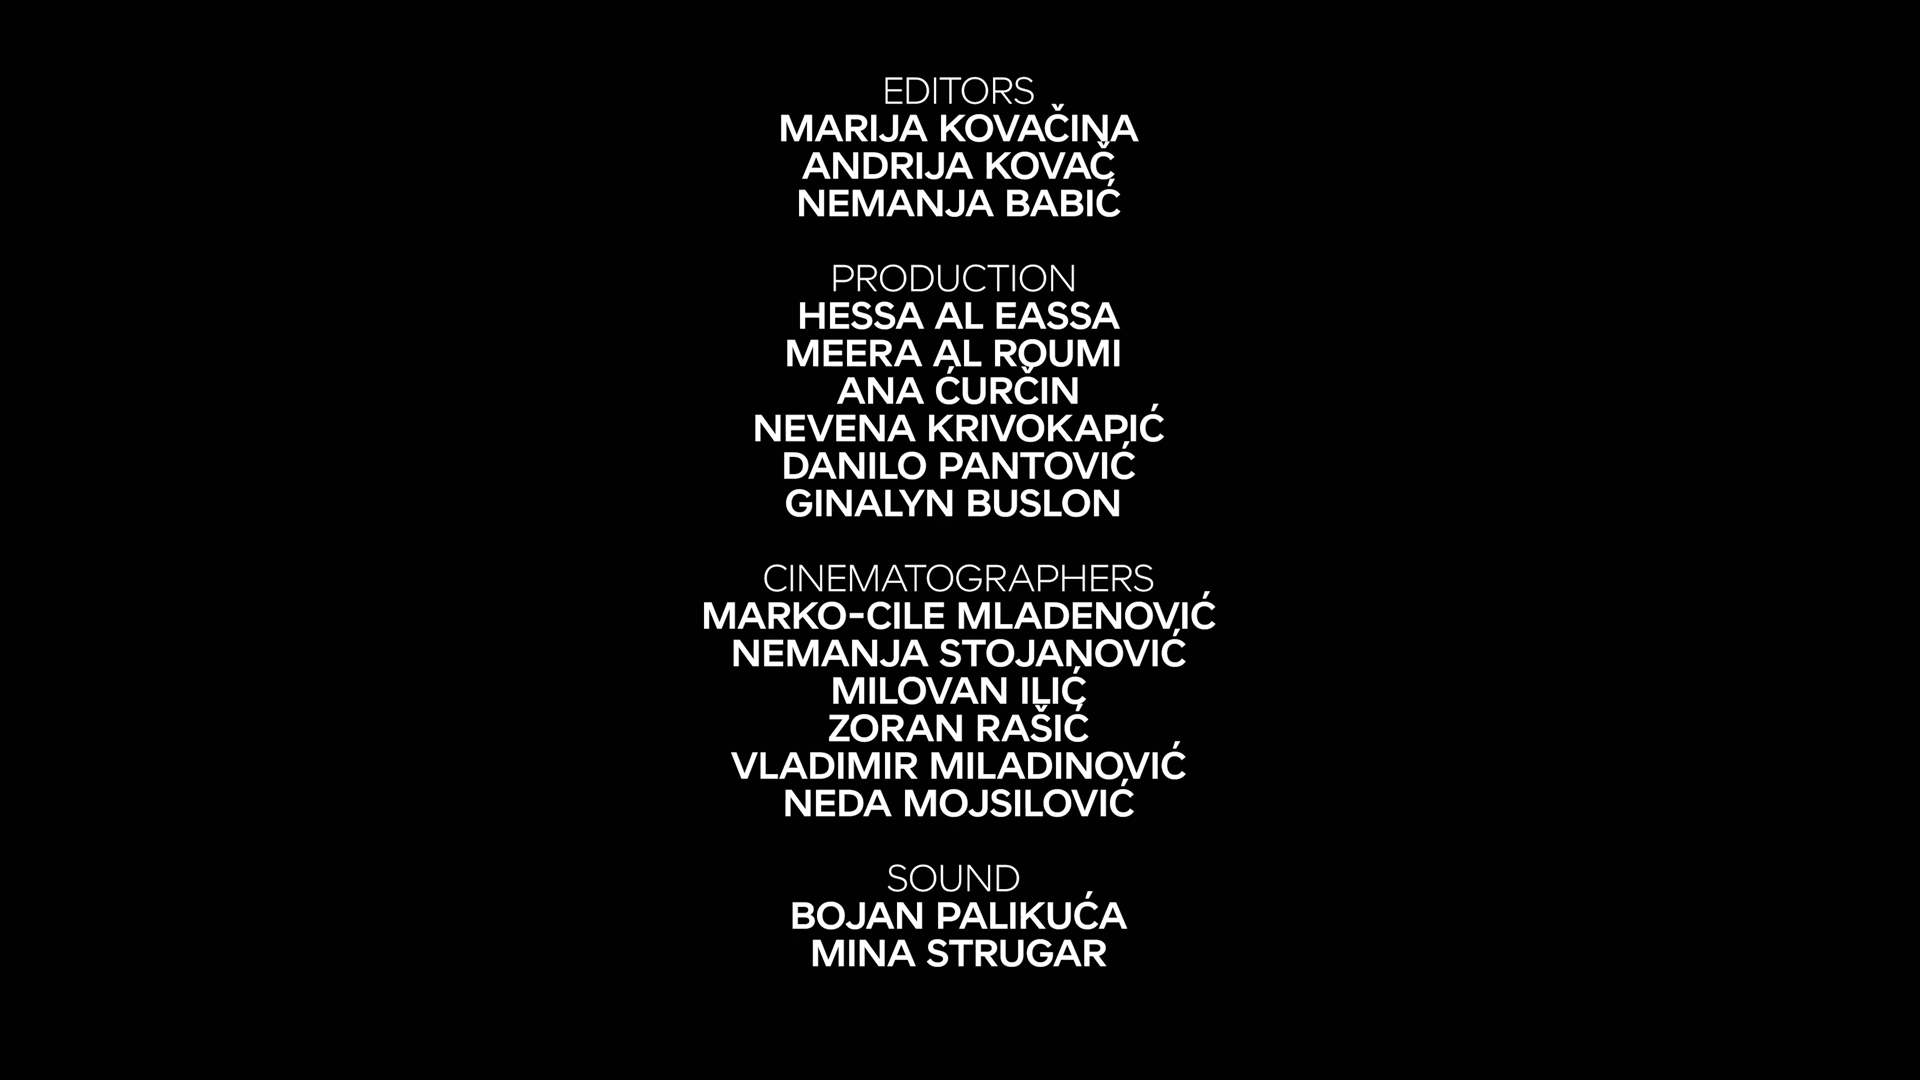 EDITORS
MARIJA KOVAČINA
ANDRIJA KOVAČ
NEMANJA BABIĆ
PRODUCTION
HESSA AL EASSA
MEERA AL ROUMI
ANA ĆURČIN
NEVENA KRIVOKAPIĆ
DANILO PANTOVIĆ
GINALYN BUSLON
CINEMATOGRAPHERS
MARKO-CILE MLADENOVIĆ
NEMANJA STOJANOVIĆ
MILOVAN ILIĆ
ZORAN RAŠIĆ
VLADIMIR MILADINOVIĆ
NEDA MOJSILOVIĆ
SOUND
BOJAN PALIKUĆA
MINA STRUGAR